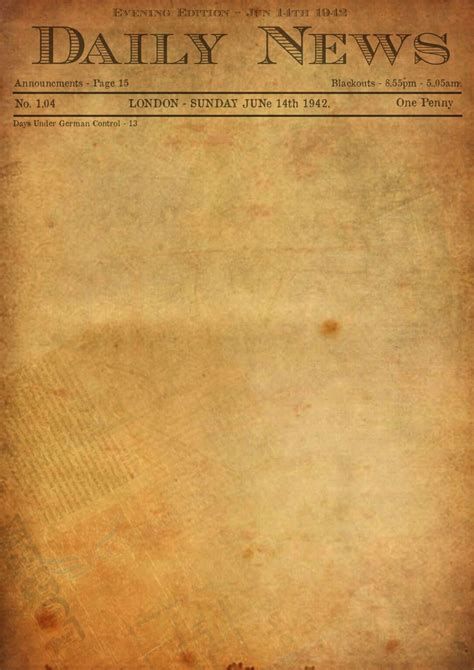 Evening Edition - Jun 14th 1942
Daily News
Announcments - Page 15 Blackouts - 8.55pm - 5.05am
No. 1.04 LONDON - SUNDAY JUNe 14th 1942. One Penny
Days Under German Control - 13